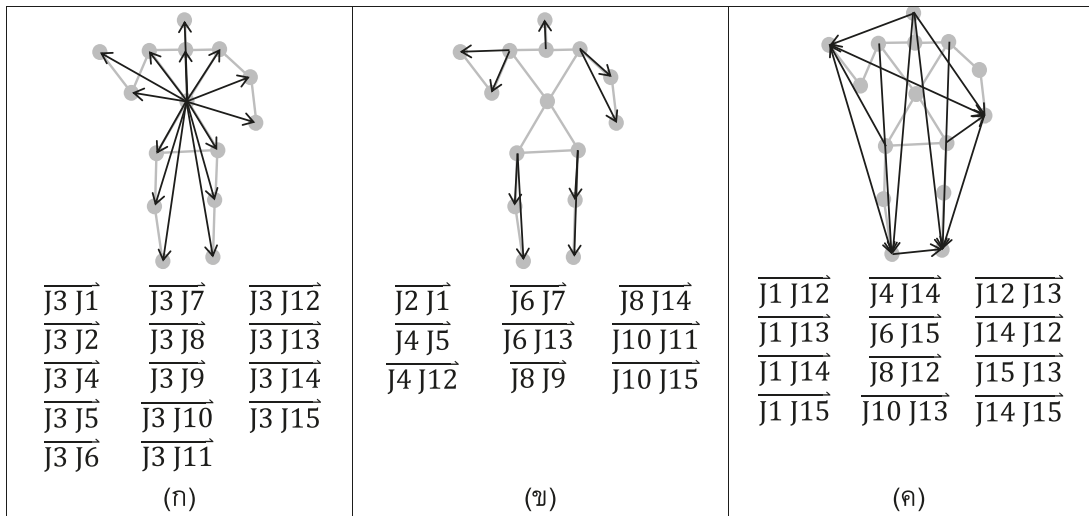 J3 J1 J3 J7 J3 J12
J3 J2 J3 J8 J3 J13
J3 J4 J3 J9 J3 J14
J3 J5 J3 J10 J3 J15
J3 J6 J3 J11
(ก)
J2 J1 J6 J7 J8 J14
J4 J5 J6 J13 J10 J11
J4 J12 J8 J9 J10 J15
(ข)
J1 J12 J4 J14 J12 J13
J1 J13 J6 J15 J14 J12
J1 J14 J8 J12 J15 J13
J1 J15 J10 J13 J14 J15
(ค)